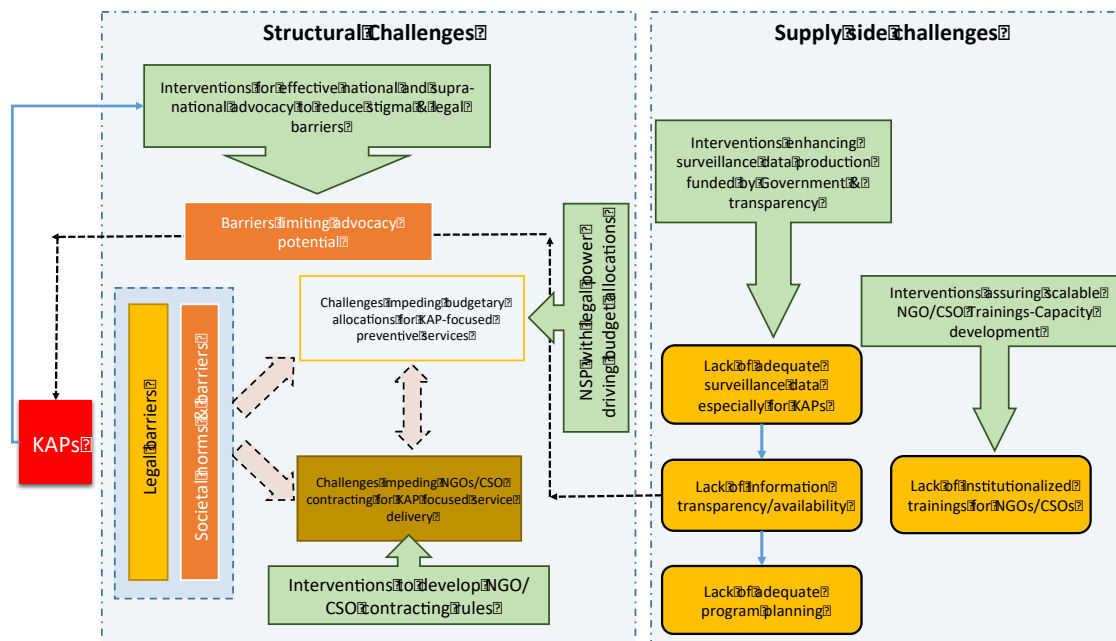 Structural Challenges
Supply side challenges
Interventions for effective national and supra-
national advocacy to reduce stigma & legal
barriers
Interventions enhancing
surveillance data production
funded by Government &
transparency
Barriers limiting advocacy
potential
NSP with legal power
driving budget allocations
Challenges impeding budgetary
allocations for KAP-focused
preventive services
Interventions assuring scalable
NGO/CSO Trainings-Capacity
development
Lack of adequate
surveillance data
especially for KAPs
KAPs
Legal barriers
Societal norms & barriers
Challenges impeding NGOs/CSO
contracting for KAP focused service
delivery
Lack of Information
transparency/availability
Lack of institutionalized
trainings for NGOs/CSOs
Interventions to develop NGO/
CSO contracting rules
Lack of adequate
program planning